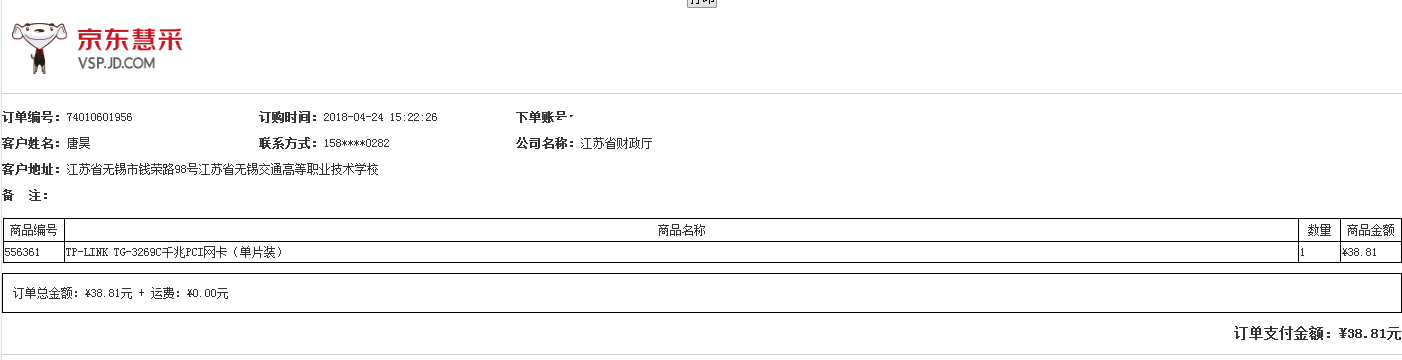 京东慧采
VSP.JD.COM
订单编号：74010601956 订购时间：2018-04-24 15:22:26 下单账号
客户姓名：唐昊 联系方式：158****0282 公司名称：江苏省财政厅
客户地址：江苏省无锡市钱荣路98号江苏省无锡交通高等职业技术学校
备 注：
商品编号 商品名称 数量 商品金额
556361 TP-LINK TG-3269C千兆PCI网卡（单片装） 1 ¥38.81
订单总金额：¥38.81元 + 运费：¥0.00元
订单支付金额：¥38.81元